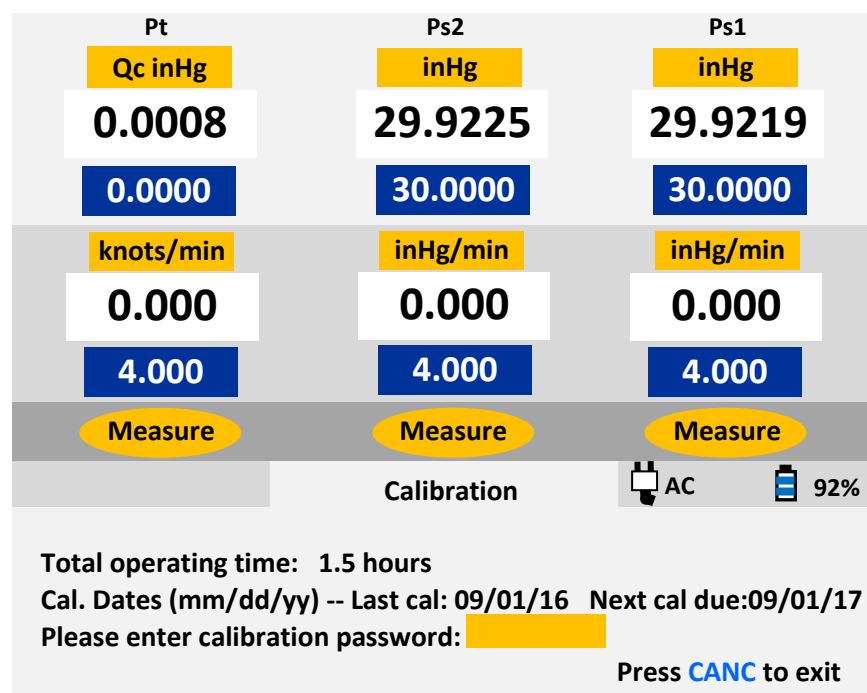 Pt Ps2 Ps1
Qc inHg inHg inHg
0.0008 29.9225 29.9219
0.0000 30.0000 30.0000
knots/min inHg/min inHg/min
0.000 0.000 0.000
4.000 4.000 4.000
Measure Measure Measure
Calibration AC 92%
Total operating time: 1.5 hours
Cal. Dates (mm/dd/yy) -- Last cal: 09/01/16 Next cal due:09/01/17
Please enter calibration password:
Press CANC to exit